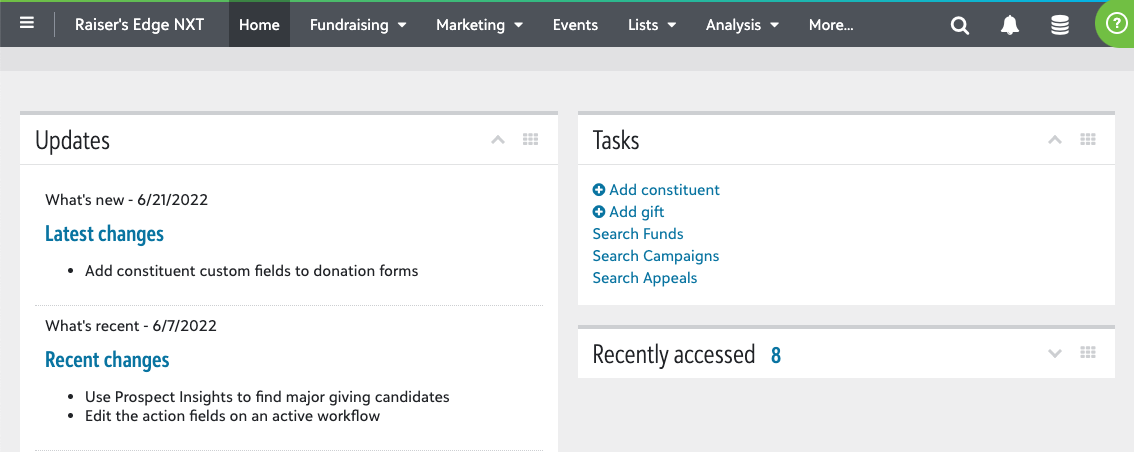 Raiser's Edge NXT Home Fundraising Marketing Events Lists Analysis More...
Updates
What's new - 6/21/2022
Latest changes
Add constituent custom fields to donation forms
What's recent - 6/7/2022
Recent changes
Use Prospect Insights to find major giving candidates
Edit the action fields on an active workflow
Tasks
Add constituent
Add gift
Search Funds
Search Campaigns
Search Appeals
Recently accessed 8